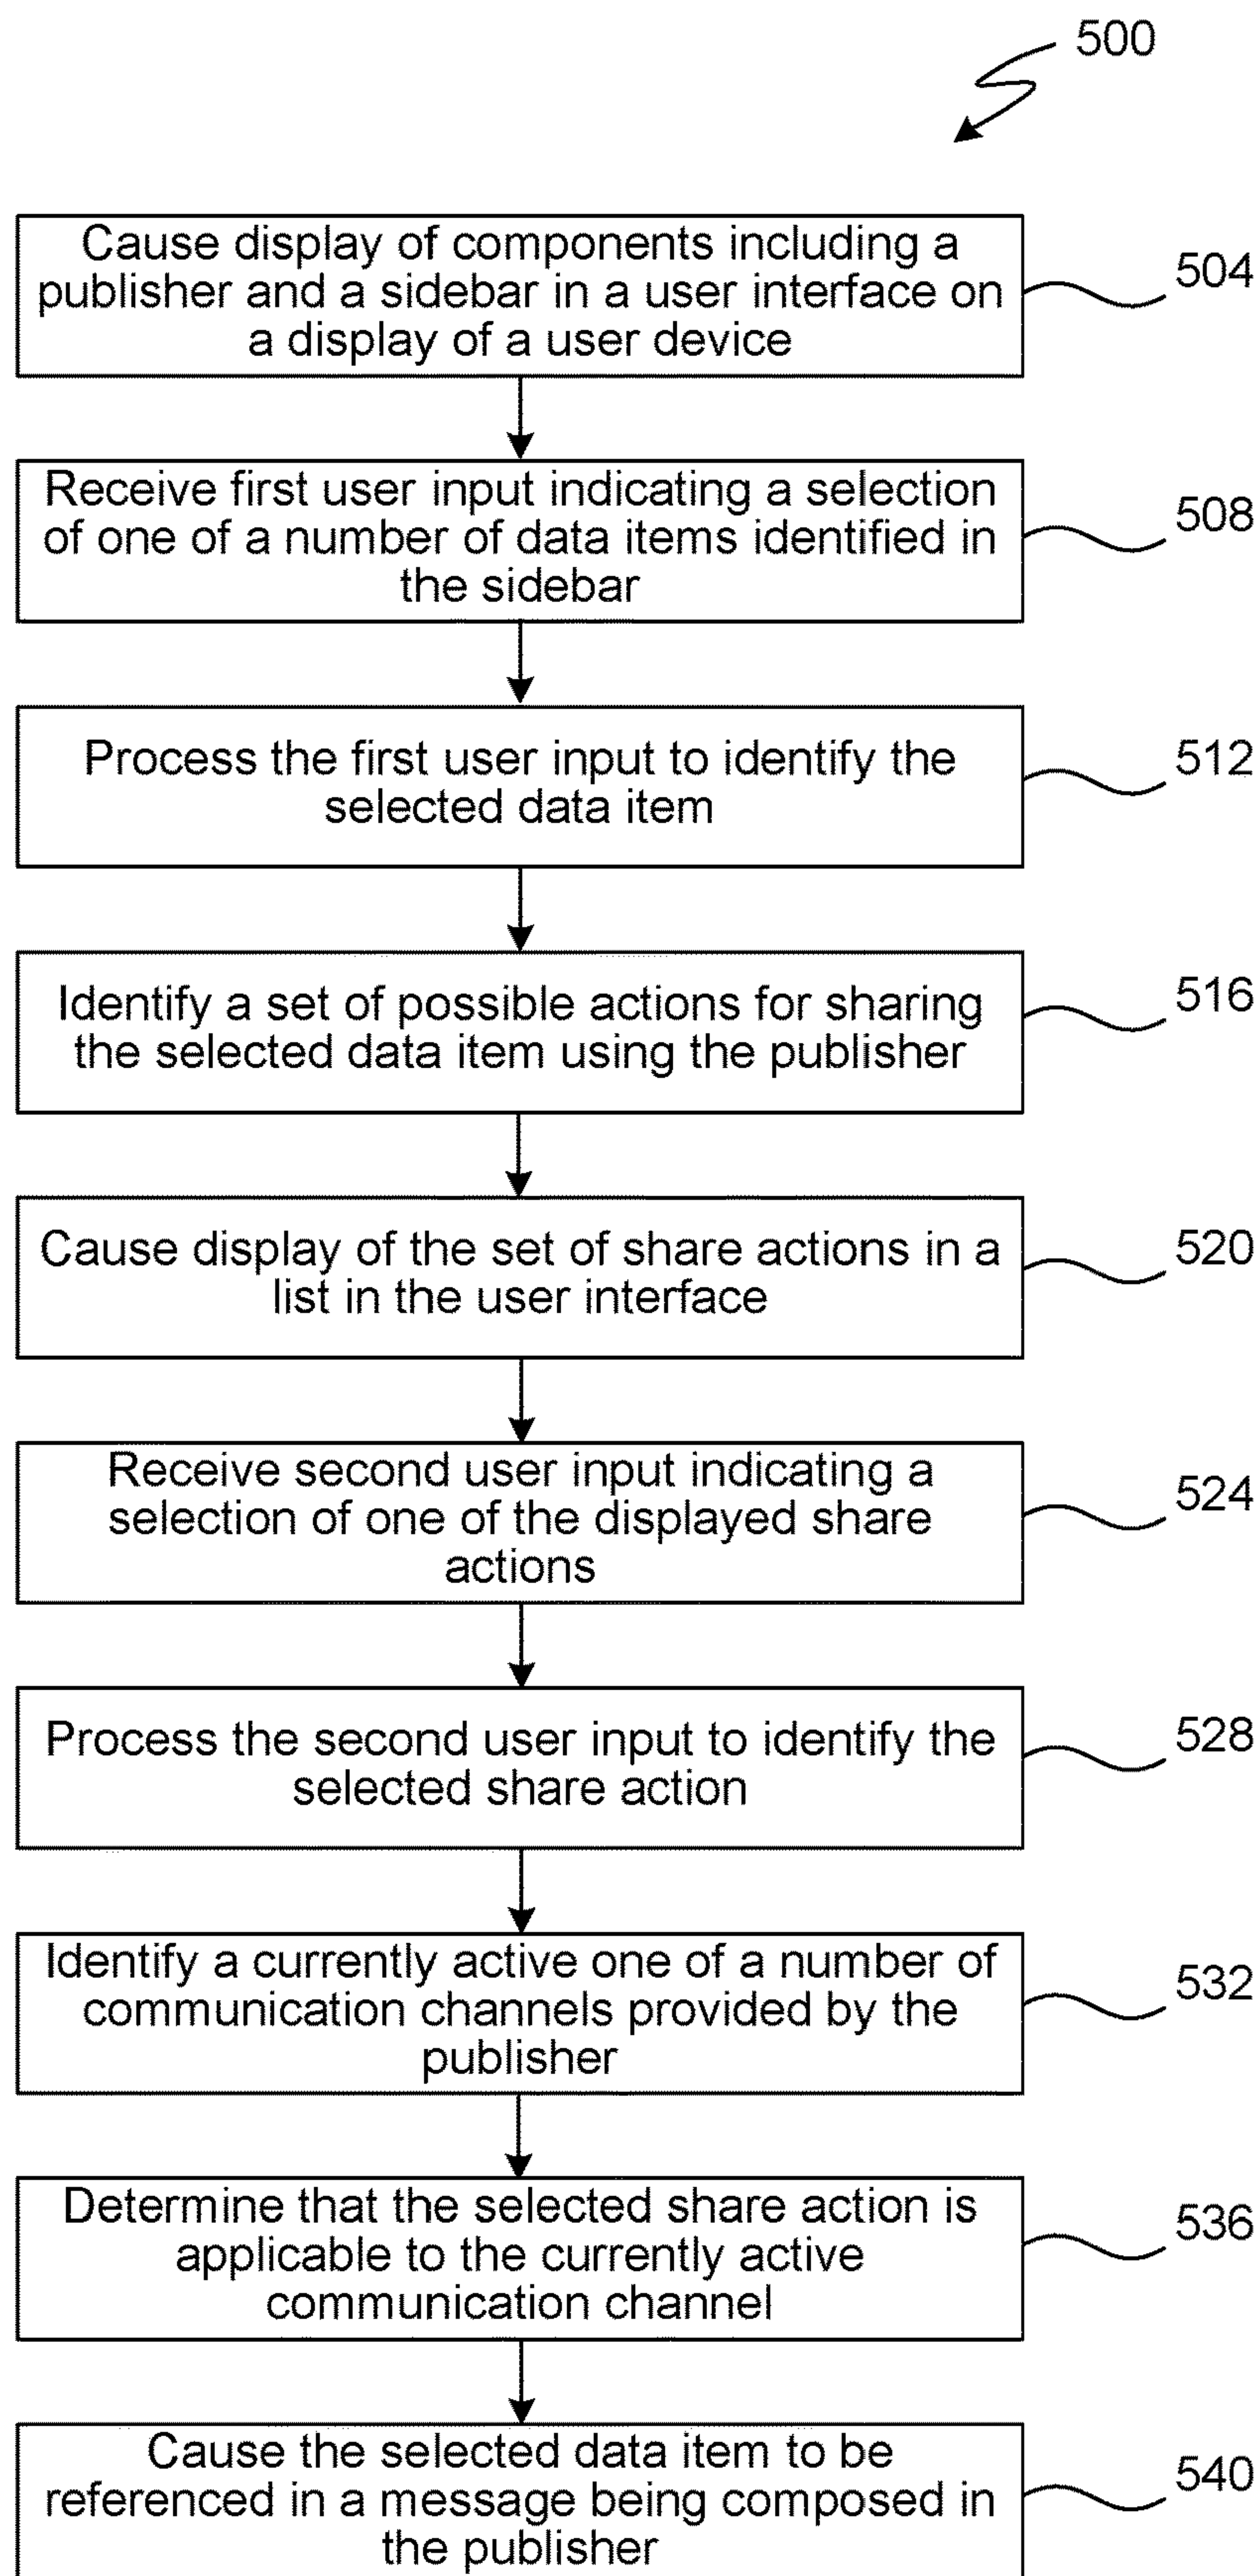 500
Cause display of components including a
publisher and a sidebar in a user interface on
a display of a user device
504
Receive first user input indicating a selection
of one of a number of data items identified in
the sidebar
508
Process the first user input to identify the
selected data item
512
Identify a set of possible actions for sharing
the selected data item using the publisher
516
Cause display of the set of share actions in a
list in the user interface
520
Receive second user input indicating a
selection of one of the displayed share
actions
524
Process the second user input to identify the
selected share action
528
Identify a currently active one of a number of
communication channels provided by the
publisher
532
Determine that the selected share action is
applicable to the currently active
communication channel
536
Cause the selected data item to be
referenced in a message being composed in
the publisher
540